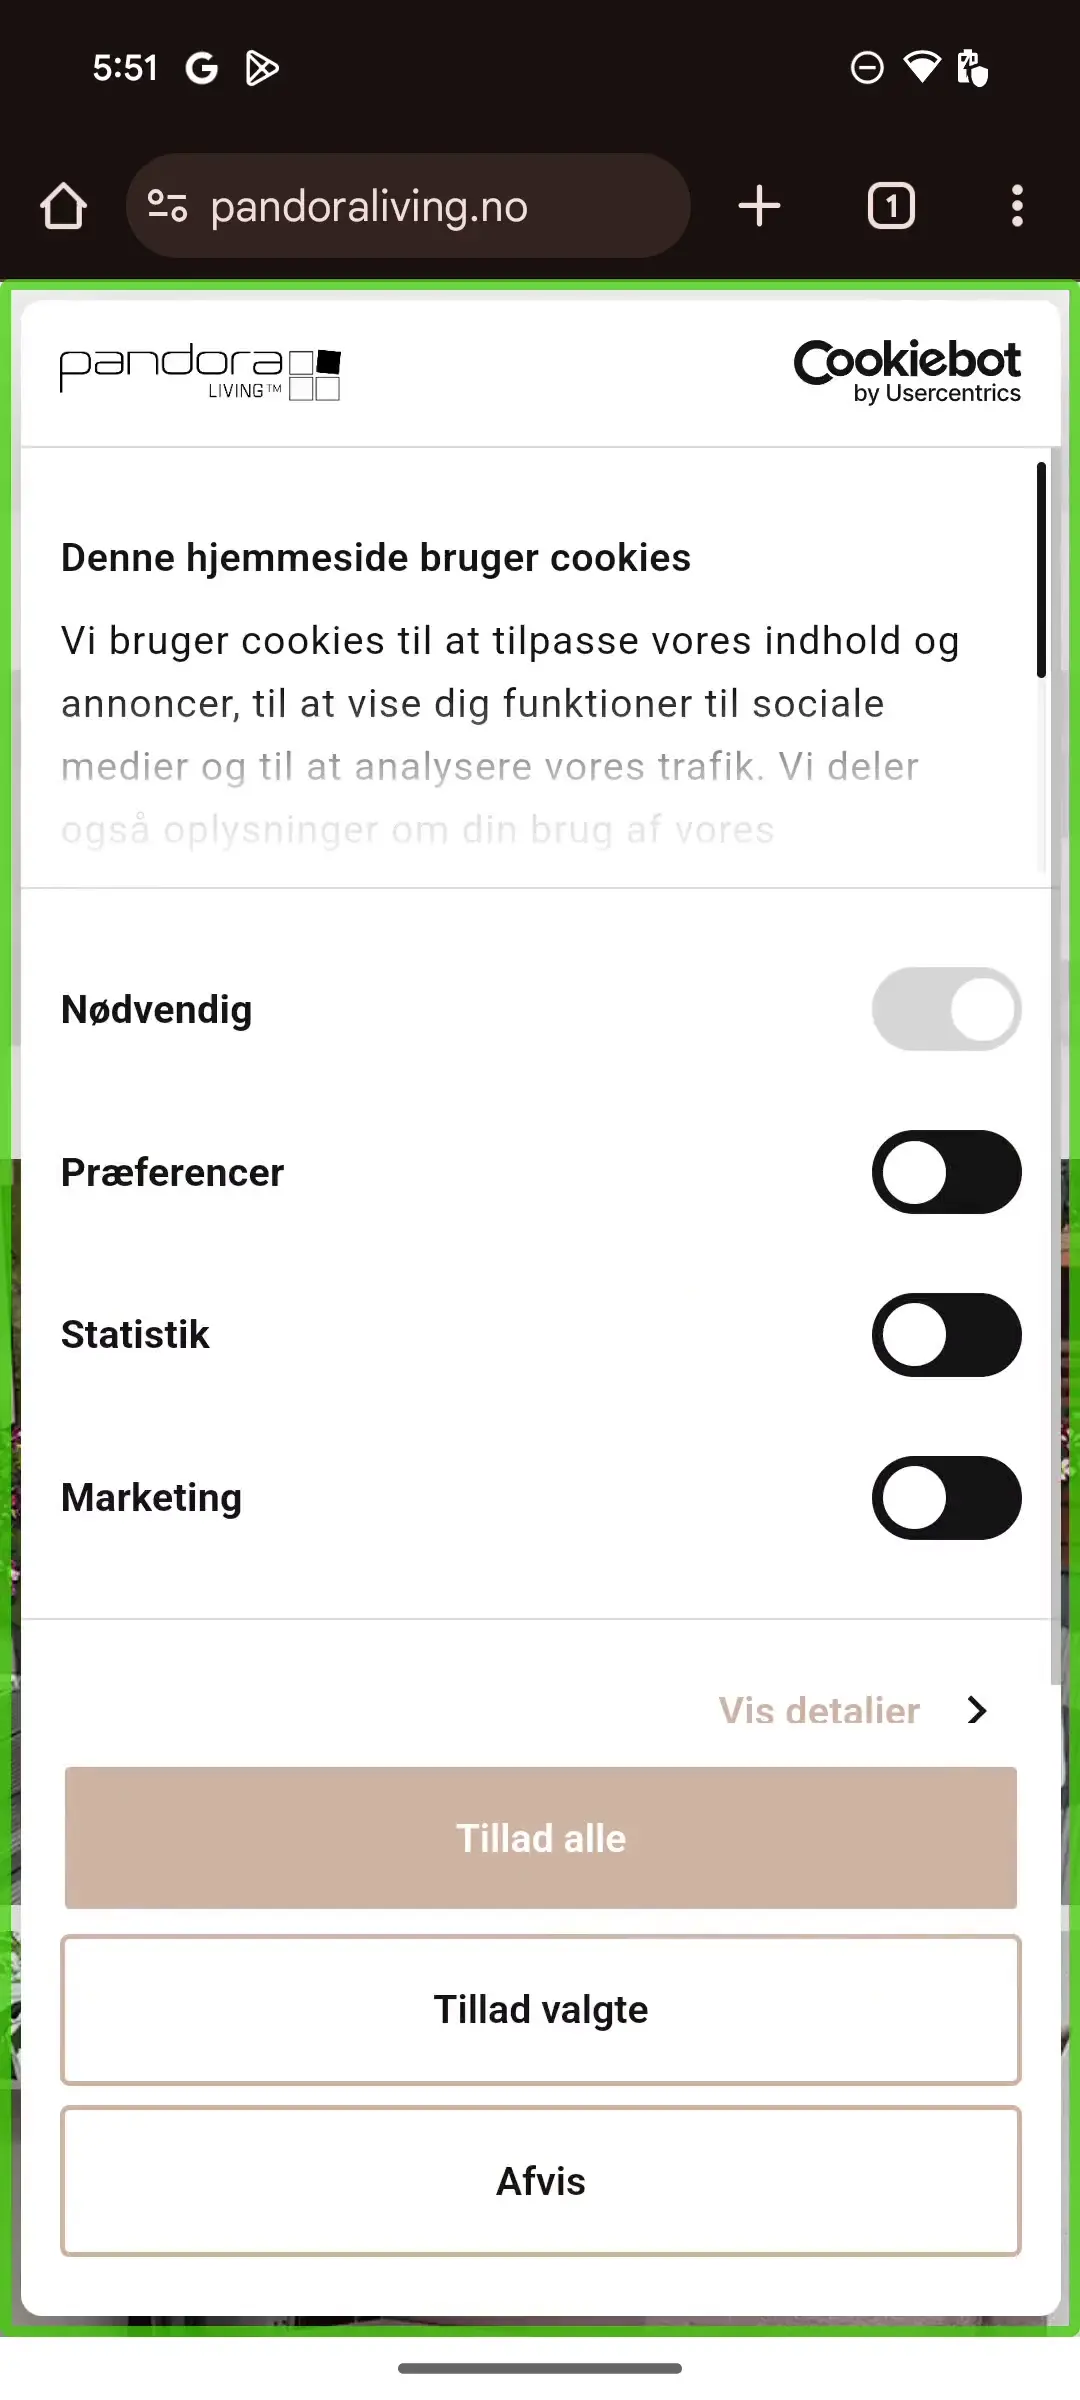 5:51
pandoraliving.no
1
pandora
LIVING™
Cookiebot
by Usercentrics
Denne hjemmeside bruger cookies
Vi bruger cookies til at tilpasse vores indhold og
annoncer, til at vise dig funktioner til sociale
medier og til at analysere vores trafik. Vi deler
også oplysninger om din brug af vores
Nødvendig
Præferencer
Statistik
Marketing
Vis detaljer
Tillad alle
Tillad valgte
Afvis